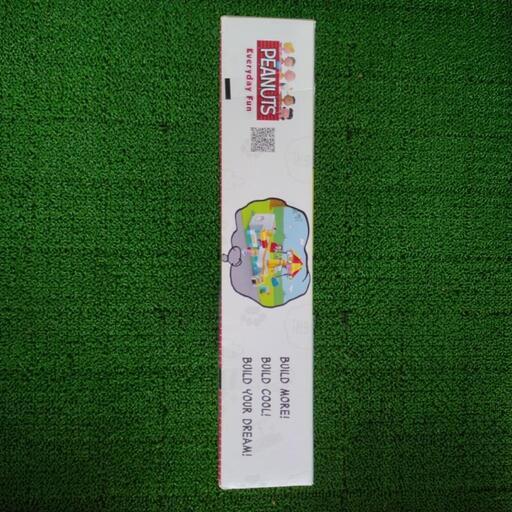 PEANUTS
Everyday Fun
BUILD MORE!
BUILD COOL!
BUILD YOUR DREAM!